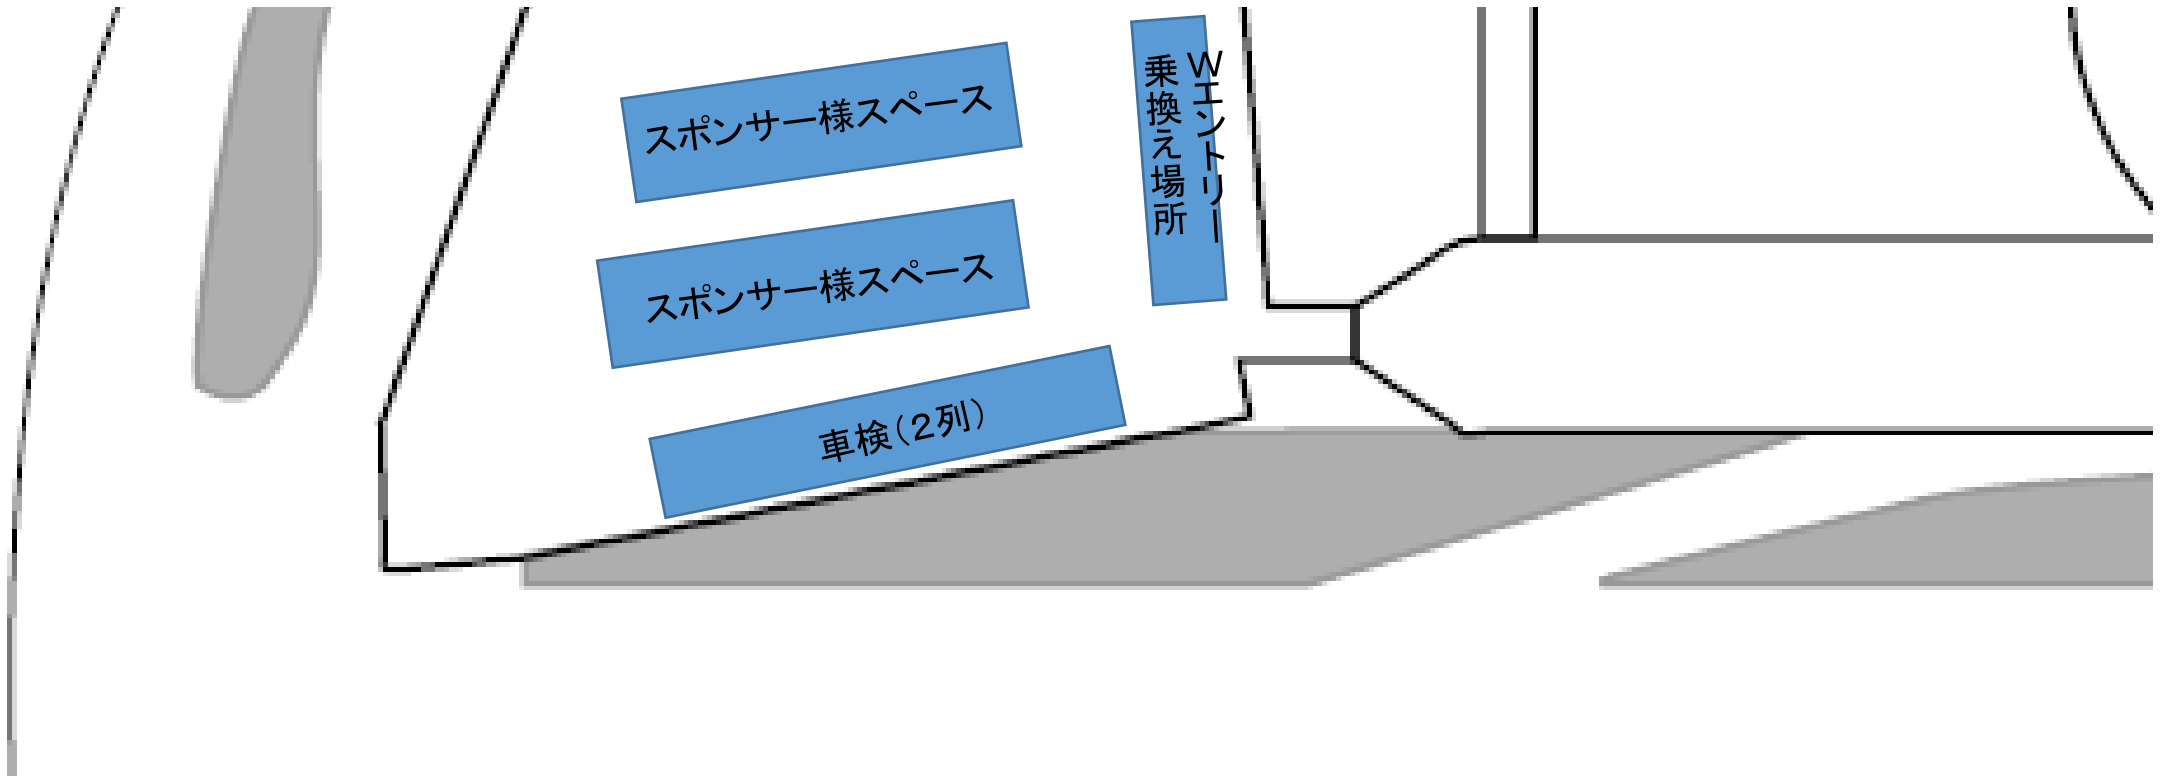 スポンサー様スペース
Wエントリー
乗換え場所
スポンサー様スペース
車検（２列）